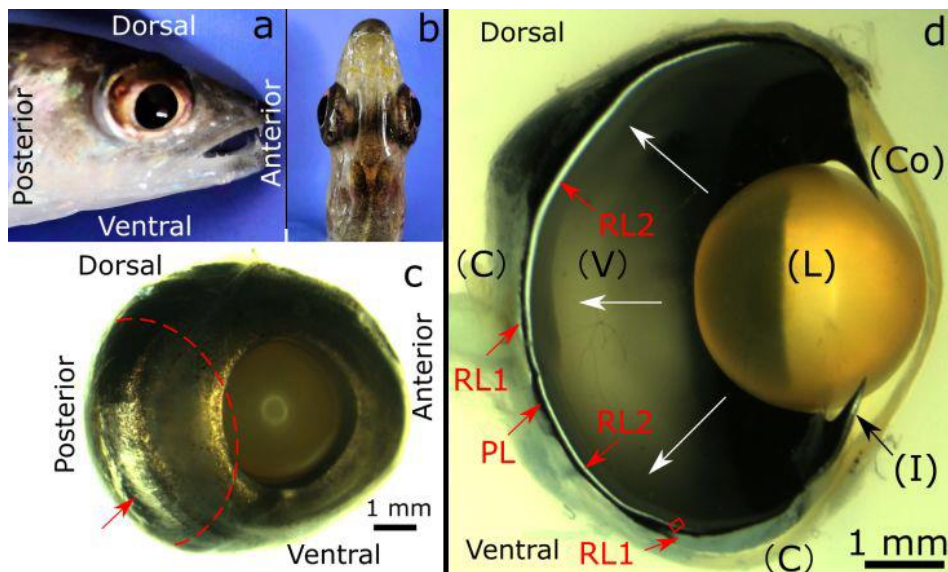 Dorsal
a
Posterior
Anterior
Ventral
b
Dorsal
c
Posterior
Anterior
1 mm
Ventral
Dorsal
d
(Co)
RL2
(C)
(V)
(L)
RL1
RL2
PL
(I)
Ventral
RL1
(C)
1 mm